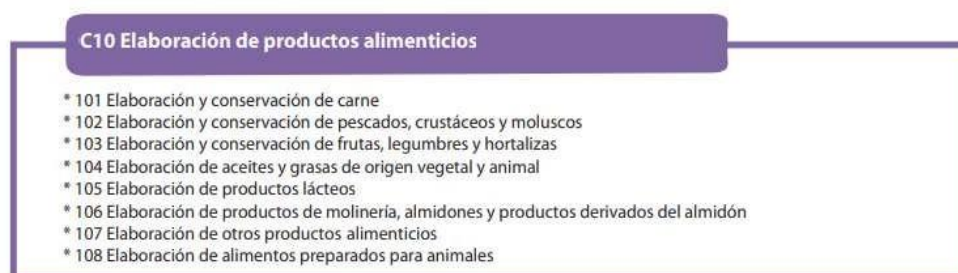 C10 Elaboración de productos alimenticios
* 101 Elaboración y conservación de carne
* 102 Elaboración y conservación de pescados, crustáceos y moluscos
* 103 Elaboración y conservación de frutas, legumbres y hortalizas
* 104 Elaboración de aceites y grasas de origen vegetal y animal
* 105 Elaboración de productos lácteos
* 106 Elaboración de productos de molinería, almidones y productos derivados del almidón
* 107 Elaboración de otros productos alimenticios
* 108 Elaboración de alimentos preparados para animales